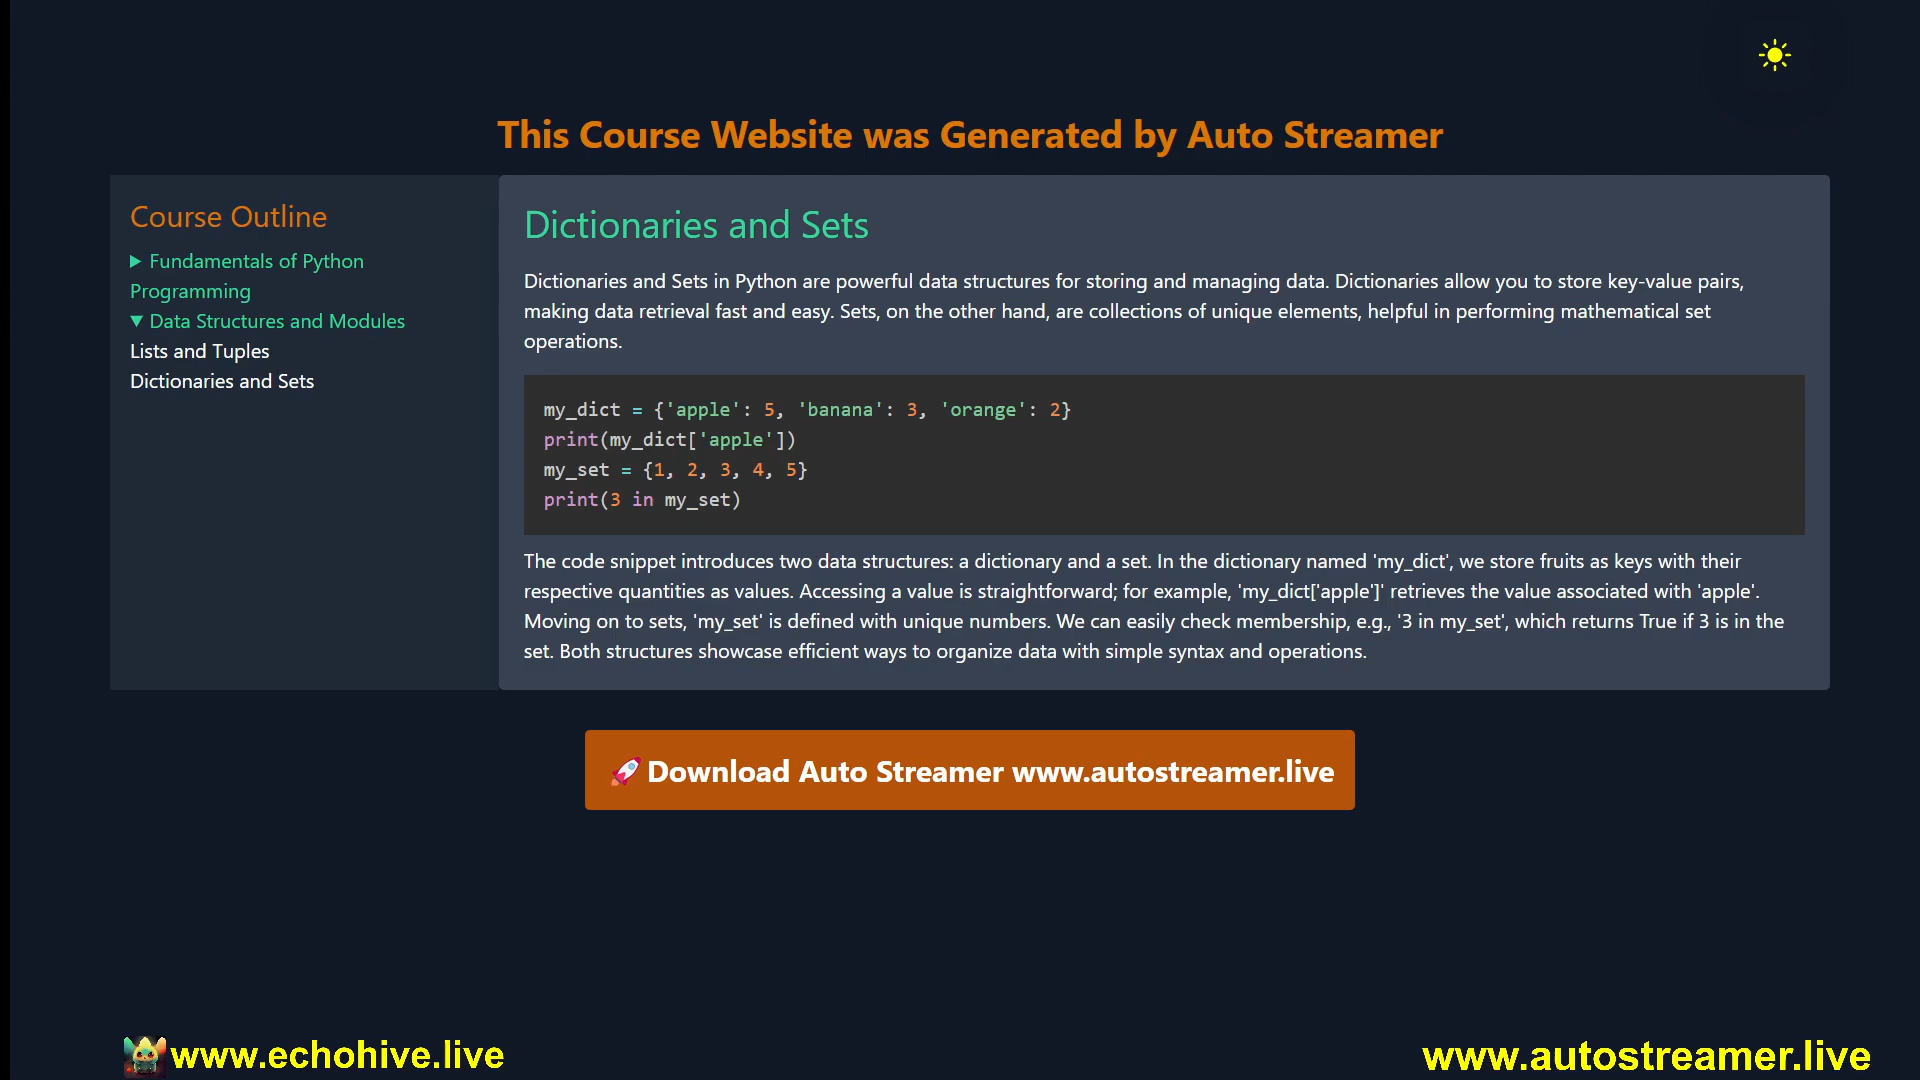 This Course Website was Generated by Auto Streamer
Course Outline
▶ Fundamentals of Python
Programming
▼ Data Structures and Modules
Lists and Tuples
Dictionaries and Sets
Dictionaries and Sets
Dictionaries and Sets in Python are powerful data structures for storing and managing data. Dictionaries allow you to store key-value pairs,
making data retrieval fast and easy. Sets, on the other hand, are collections of unique elements, helpful in performing mathematical set
operations.
my_dict = {'apple': 5, 'banana': 3, 'orange': 2}
print(my_dict['apple'])
my_set = {1, 2, 3, 4, 5}
print(3 in my_set)
The code snippet introduces two data structures: a dictionary and a set. In the dictionary named 'my_dict', we store fruits as keys with their
respective quantities as values. Accessing a value is straightforward; for example, 'my_dict['apple']' retrieves the value associated with 'apple'.
Moving on to sets, 'my_set' is defined with unique numbers. We can easily check membership, e.g., '3 in my_set', which returns True if 3 is in the
set. Both structures showcase efficient ways to organize data with simple syntax and operations.
🚀 Download Auto Streamer www.autostreamer.live
www.echohive.live
www.autostreamer.live